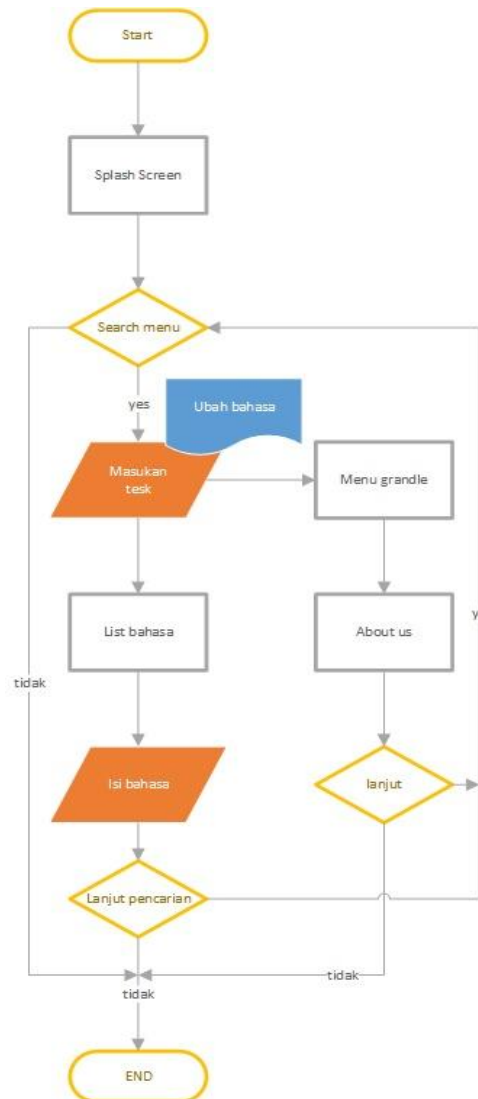 Start
Splash Screen
Search menu
yes
Ubah bahasa
Masukan
tesk
Menu grandle
List bahasa
About us
y
tidak
Isi bahasa
lanjut
Lanjut pencarian
tidak
tidak
END